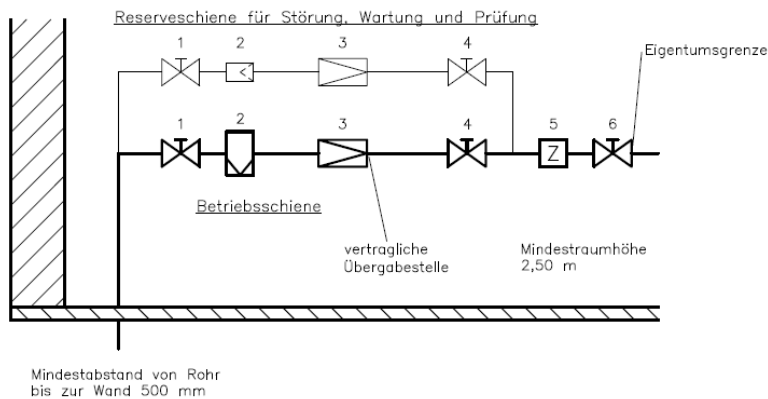 Reserveschiene für Störung, Wartung und Prüfung
1 2 3 4
Eigentumsgrenze
1 2 3 4 5 6
Z
Betriebsschiene
vertragliche
Übergabestelle
Mindestraumhöhe
2,50 m
Mindestabstand von Rohr
bis zur Wand 500 mm